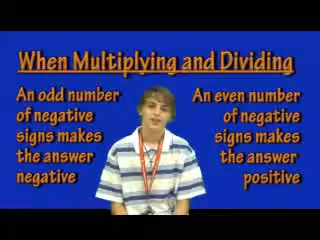 When Multiplying and Dividing
An odd number
of negative
signs makes
the answer
negative
An even number
of negative
signs makes
the answer
positive